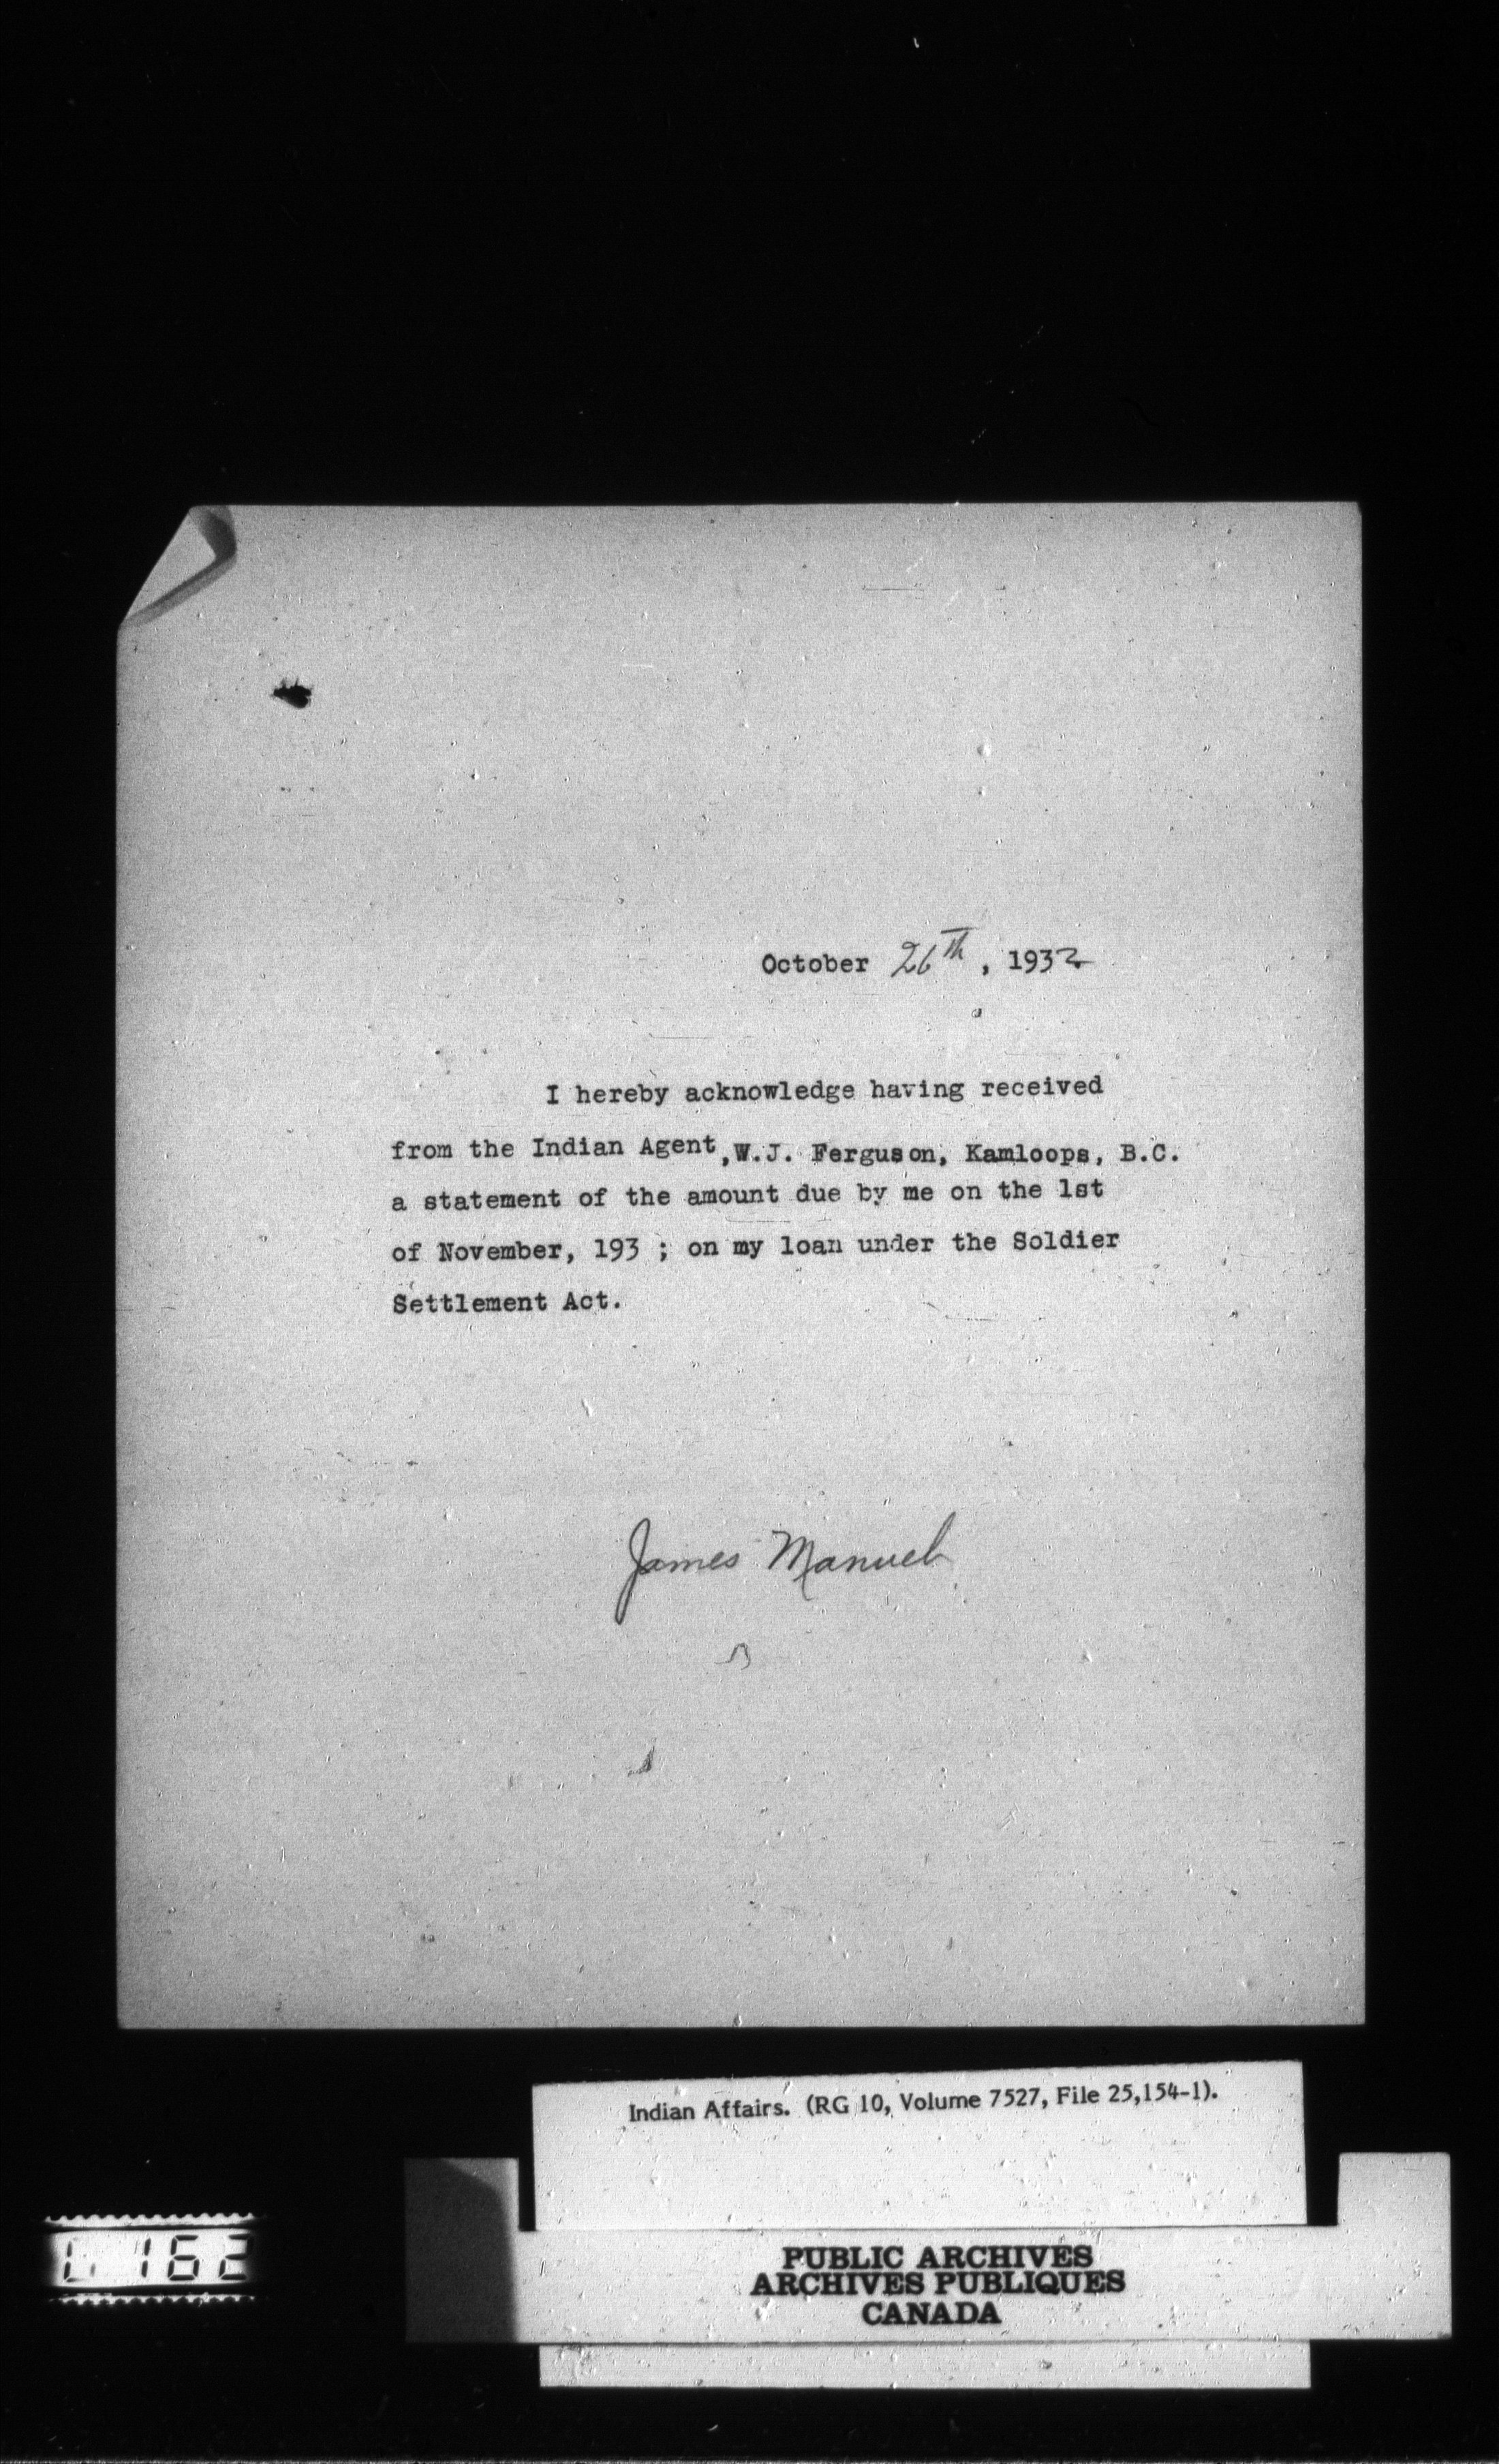 October 26th, 1932
I hereby acknowledge having received
from the Indian Agent, W.J. Ferguson, Kamloops, B.C.
a statement of the amount due by me on the 1st
of November, 193 ; on my loan under the Soldier
Settlement Act.
James Manuel
Indian Affairs. (RG 10, Volume 7527, File 25,154-1).
PUBLIC ARCHIVES
ARCHIVES PUBLIQUES
CANADA
162